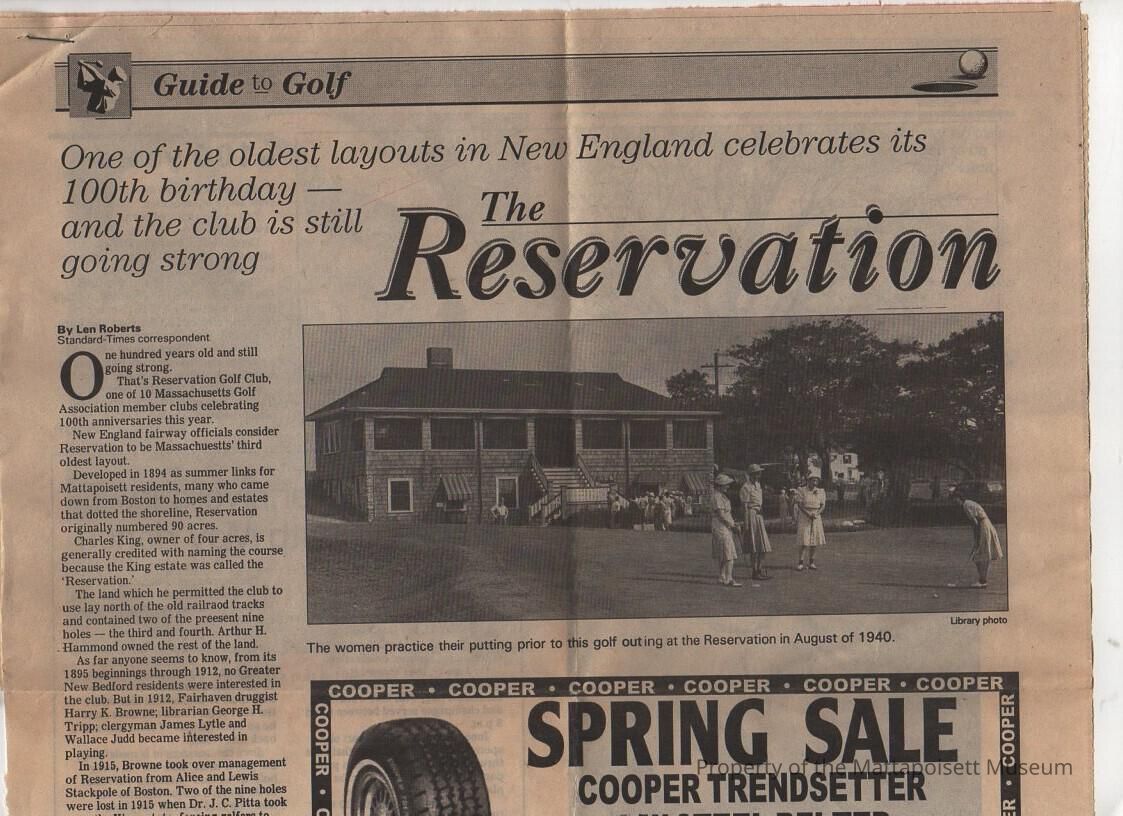 Guide to Golf
One of the oldest layouts in New England celebrates its
100th birthday —
and the club is still
going strong
The
Reservation
By Len Roberts
Standard-Times correspondent
One hundred years old and still
going strong.
That's Reservation Golf Club,
one of 10 Massachusetts Golf
Association member clubs celebrating
100th anniversaries this year.
New England fairway officials consider
Reservation to be Massachuestts' third
oldest layout.
Developed in 1894 as summer links for
Mattapoisett residents, many who came
down from Boston to homes and estates
that dotted the shoreline, Reservation
originally numbered 90 acres.
Charles King, owner of four acres, is
generally credited with naming the course
because the King estate was called the
'Reservation.'
The land which he permitted the club to
use lay north of the old railraod tracks
and contained two of the preesent nine
holes — the third and fourth. Arthur H.
Hammond owned the rest of the land.
As far anyone seems to know, from its
1895 beginnings through 1912, no Greater
New Bedford residents were interested in
the club. But in 1912, Fairhaven druggist
Harry K. Browne; librarian George H.
Tripp; clergyman James Lytle and
Wallace Judd became interested in
playing.
In 1915, Browne took over management
of Reservation from Alice and Lewis
Stackpole of Boston. Two of the nine holes
were lost in 1915 when Dr. J. C. Pitta took
Library photo
The women practice their putting prior to this golf outing at the Reservation in August of 1940.
COOPER • COOPER • COOPER • COOPER • COOPER • COOPER
COOPER •
COOPER
SPRING SALE
COOPER TRENDSETTER
Property of the Mattapoisett Museum